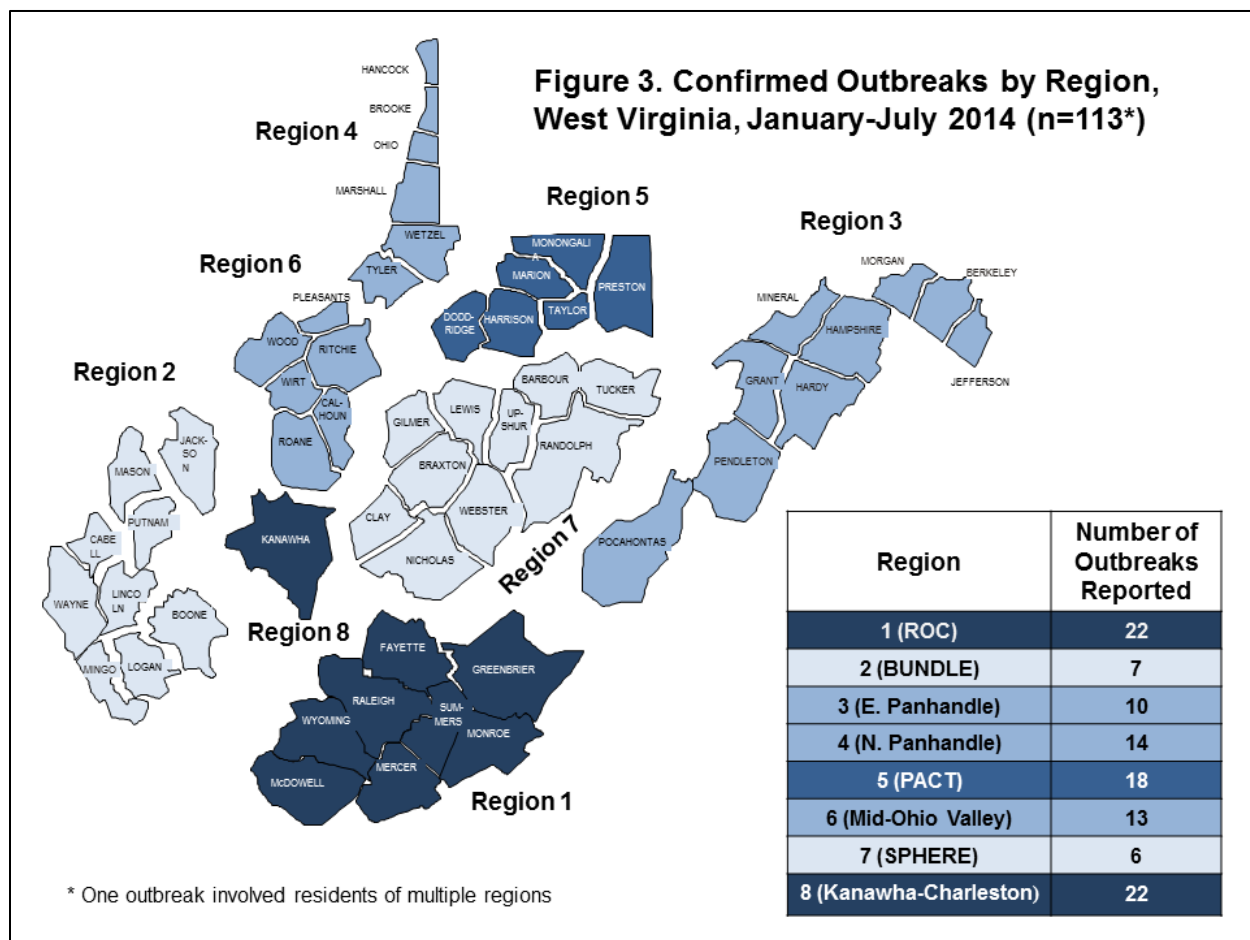 Figure 3. Confirmed Outbreaks by Region,
West Virginia, January-July 2014 (n=113*)
Region 4
HANCOCK
BROOKE
OHIO
MARSHALL
WETZEL
TYLER
Region 5
MONONGALI
A
MARION
PRESTON
TAYLOR
DODD-
RIDGE
HARRISON
Region 3
MORGAN
BERKELEY
MINERAL
HAMPSHIRE
JEFFERSON
GRANT
HARDY
PENDLETON
POCAHONTAS
Region 6
PLEASANTS
WOOD
RITCHIE
WIRT
CAL-
HOUN
ROANE
Region 2
JACK-
SO
N
MASON
PUTNAM
CABE
LL
WAYNE
LINCO
LN
BOONE
MINGO
LOGAN
BARBOUR
TUCKER
LEWIS
UP-
SHUR
GILMER
RANDOLPH
BRAXTON
WEBSTER
CLAY
NICHOLAS
Region 7
KANAWHA
Region 8
FAYETTE
GREENBRIER
RALEIGH
SUM-
MERS
WYOMING
MONROE
MERCER
McDOWELL
Region 1
Region
Number of
Outbreaks
Reported
1 (ROC) 22
2 (BUNDLE) 7
3 (E. Panhandle) 10
4 (N. Panhandle) 14
5 (PACT) 18
6 (Mid-Ohio Valley) 13
7 (SPHERE) 6
8 (Kanawha-Charleston) 22
* One outbreak involved residents of multiple regions